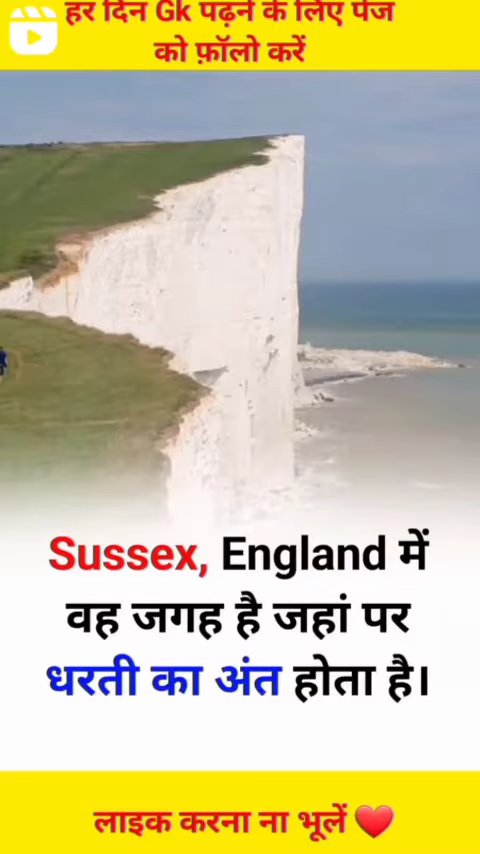 हर दिन Gk पढ़ने के लिए पेज
को फ़ॉलो करें
Sussex, England में
वह जगह है जहां पर
धरती का अंत होता है।
लाइक करना ना भूलें ❤️